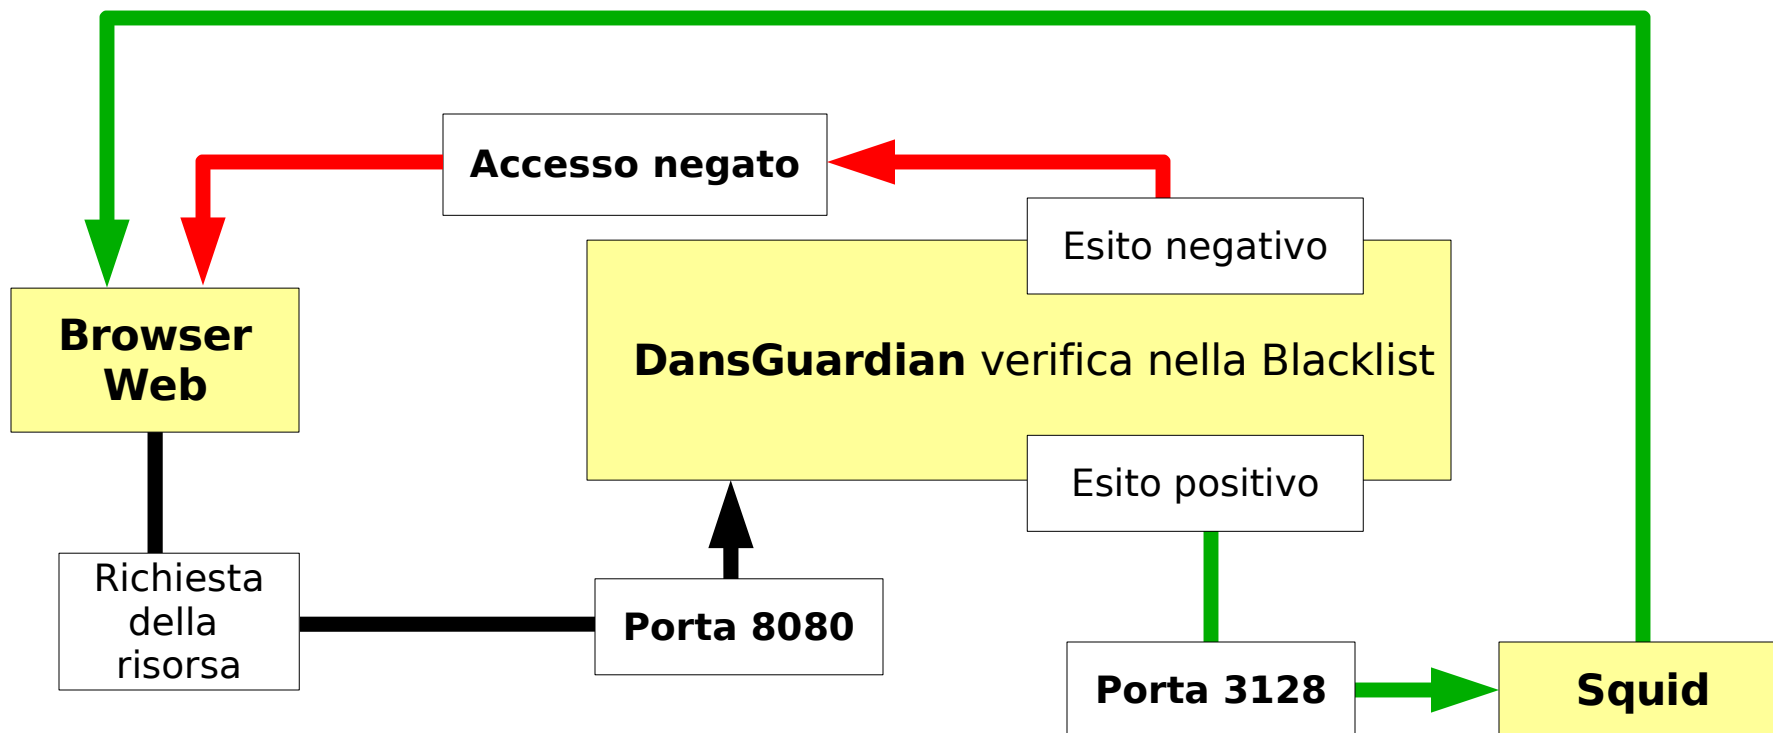 Accesso negato
Esito negativo
Browser
Web
DansGuardian verifica nella Blacklist
Esito positivo
Richiesta
della
risorsa
Porta 8080
Porta 3128
Squid